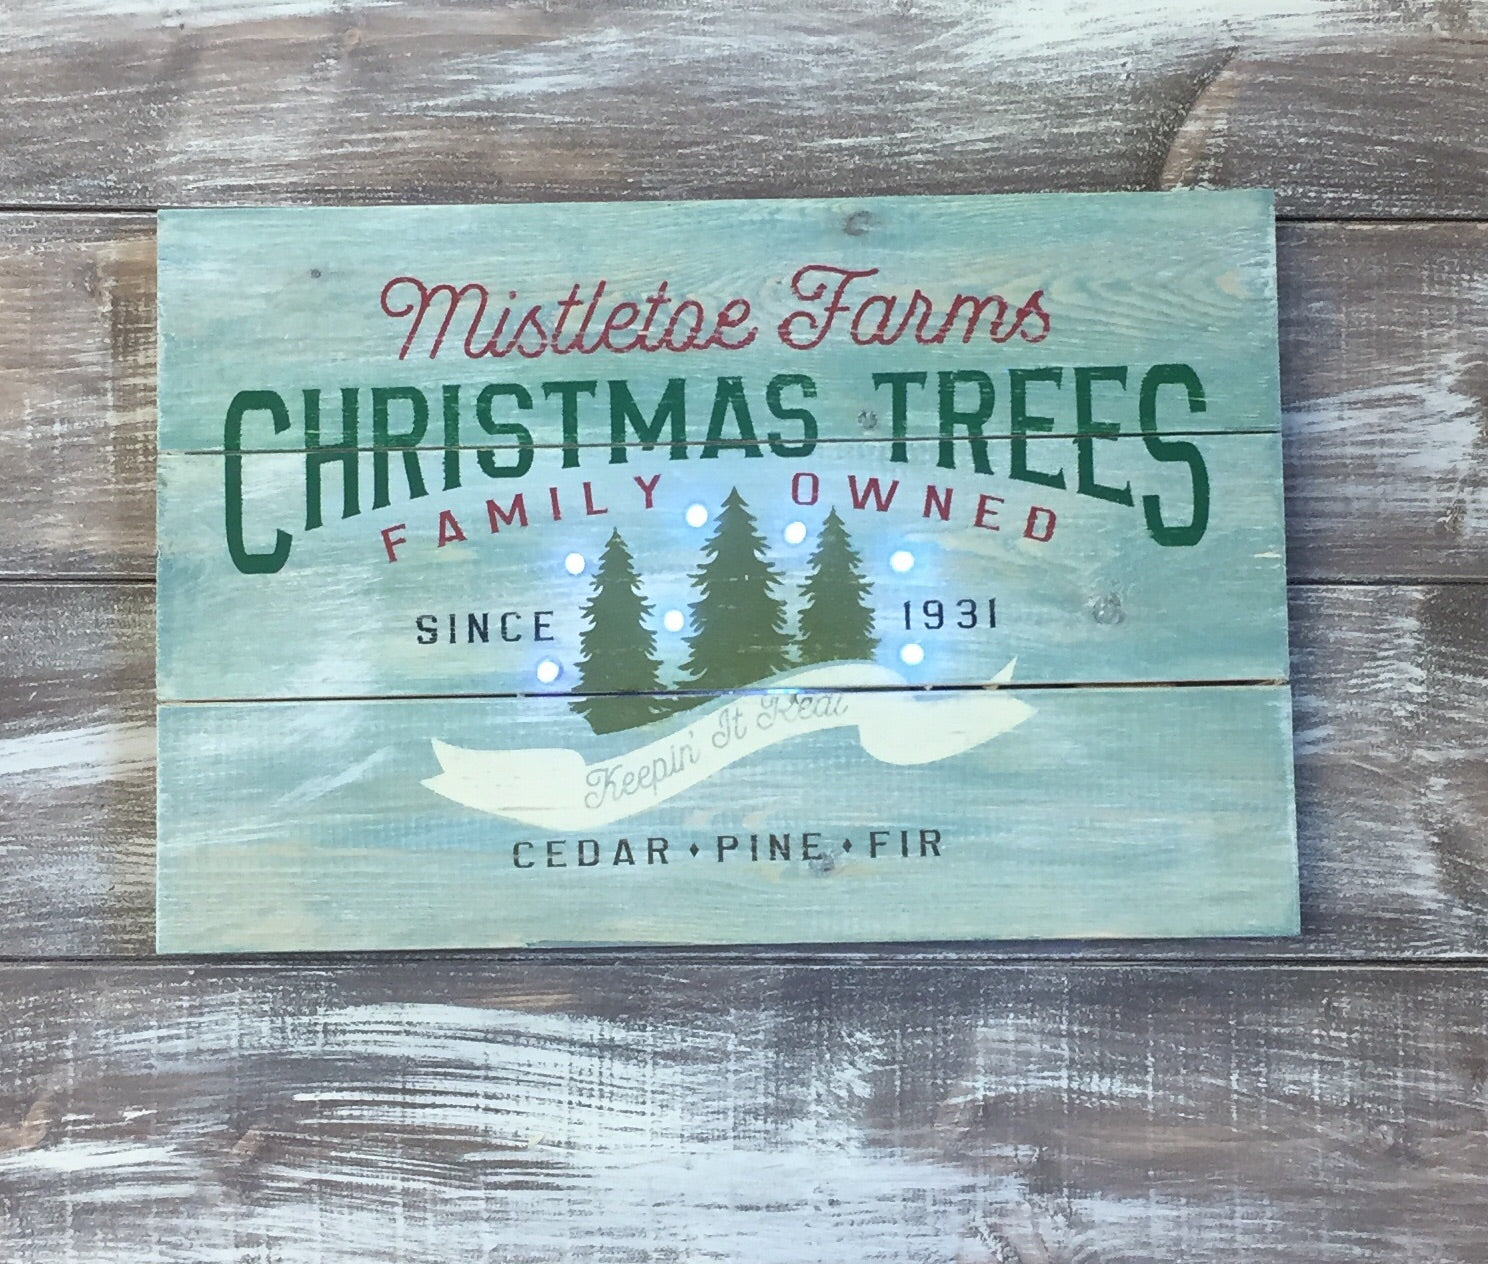 Mistletoe Farms
CHRISTMAS TREES
FAMILY OWNED
SINCE 1931
Keepin' It Real
CEDAR ♦ PINE ♦ FIR